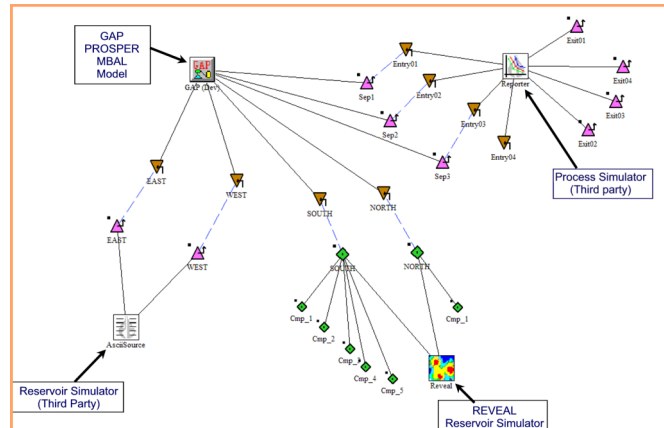 GAP
PROSPER
MBAL
Model
GAP
GAP (Dev)
Entry01
Exit01
Reporter
Exit04
Sep1
Entry02
Exit03
Sep2
Entry03
Exit02
Sep3
Entry04
Process Simulator
(Third party)
EAST
WEST
SOUTH
NORTH
EAST
WEST
SOUTH
NORTH
Cmp_1
Cmp_1
Cmp_2
AsciiSource
Cmp_3
Cmp_4
Cmp_5
Reveal
Reservoir Simulator
(Third Party)
REVEAL
Reservoir Simulator